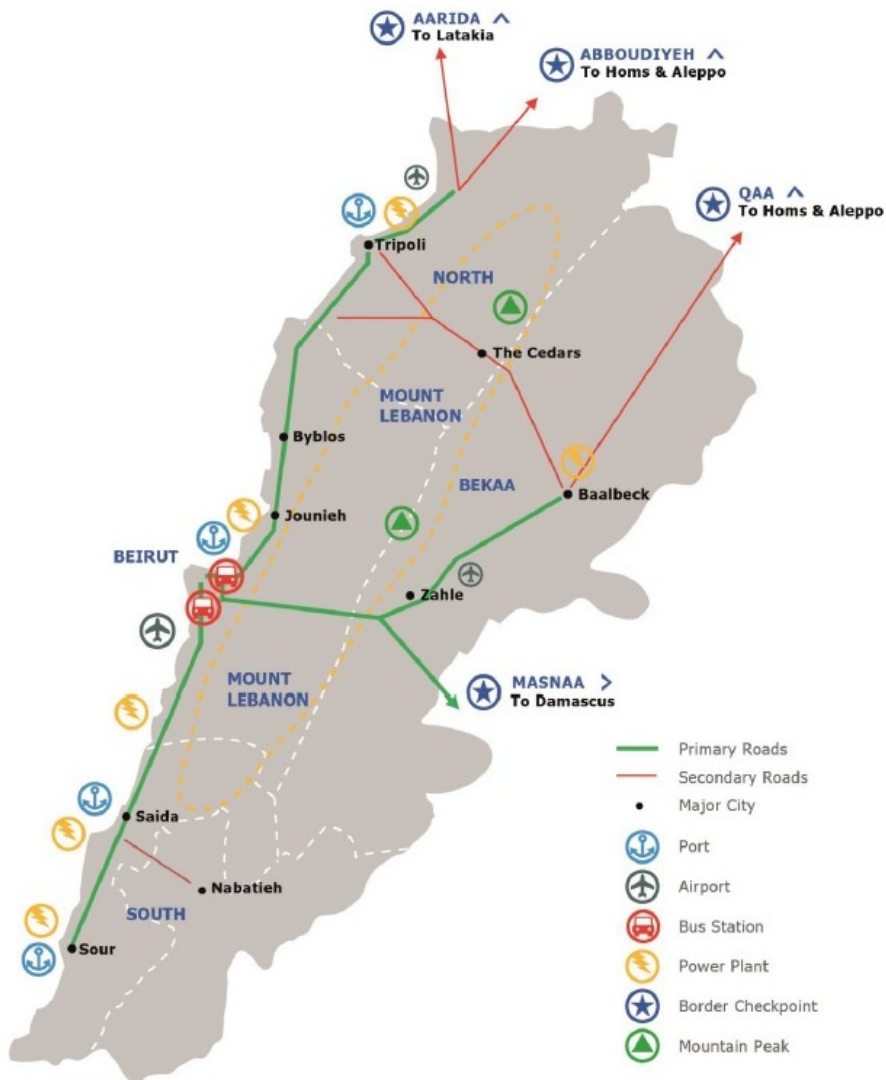 AARIDA ^
To Latakia
ABBOUDIYEH ^
To Homs & Aleppo
QAA ^
To Homs & Aleppo
Tripoli
NORTH
The Cedars
MOUNT
LEBANON
Byblos
BEKAA
Baalbeck
Jounieh
BEIRUT
Zahle
MOUNT
LEBANON
MASNAA >
To Damascus
Saida
Nabatieh
SOUTH
Sour
Primary Roads
Secondary Roads
Major City
Port
Airport
Bus Station
Power Plant
Border Checkpoint
Mountain Peak